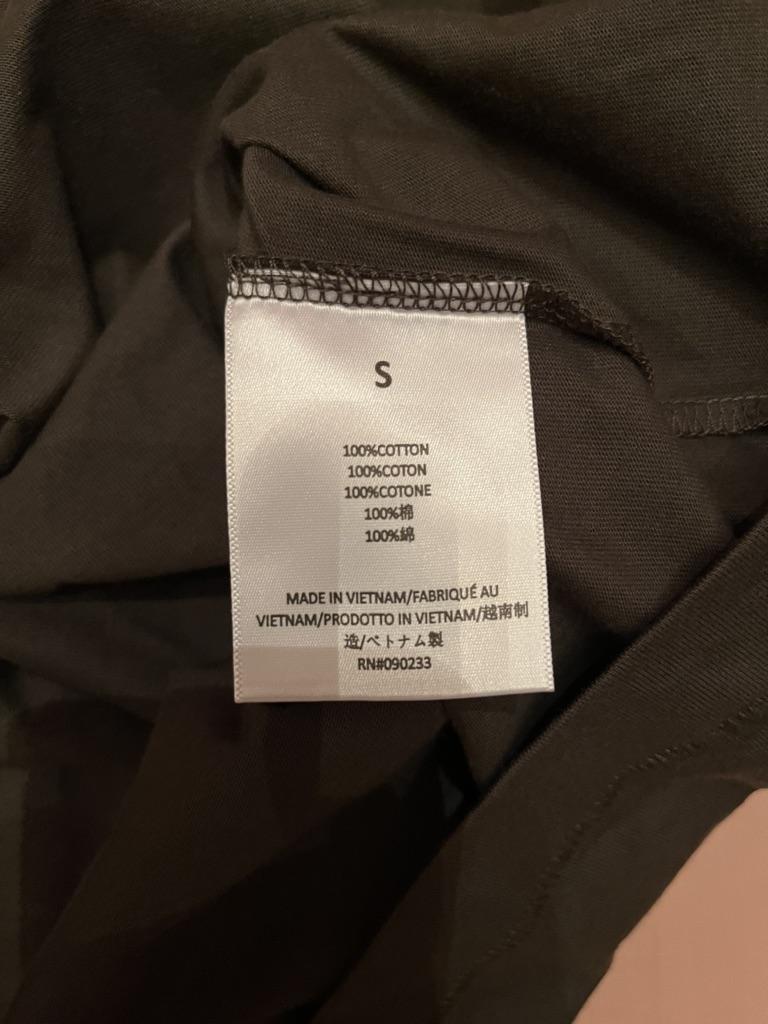 S
100%COTTON
100%COTON
100%COTONE
100%棉
100%綿
MADE IN VIETNAM/FABRIQUÉ AU
VIETNAM/PRODOTTO IN VIETNAM/越南制
造/ベトナム製
RN#090233